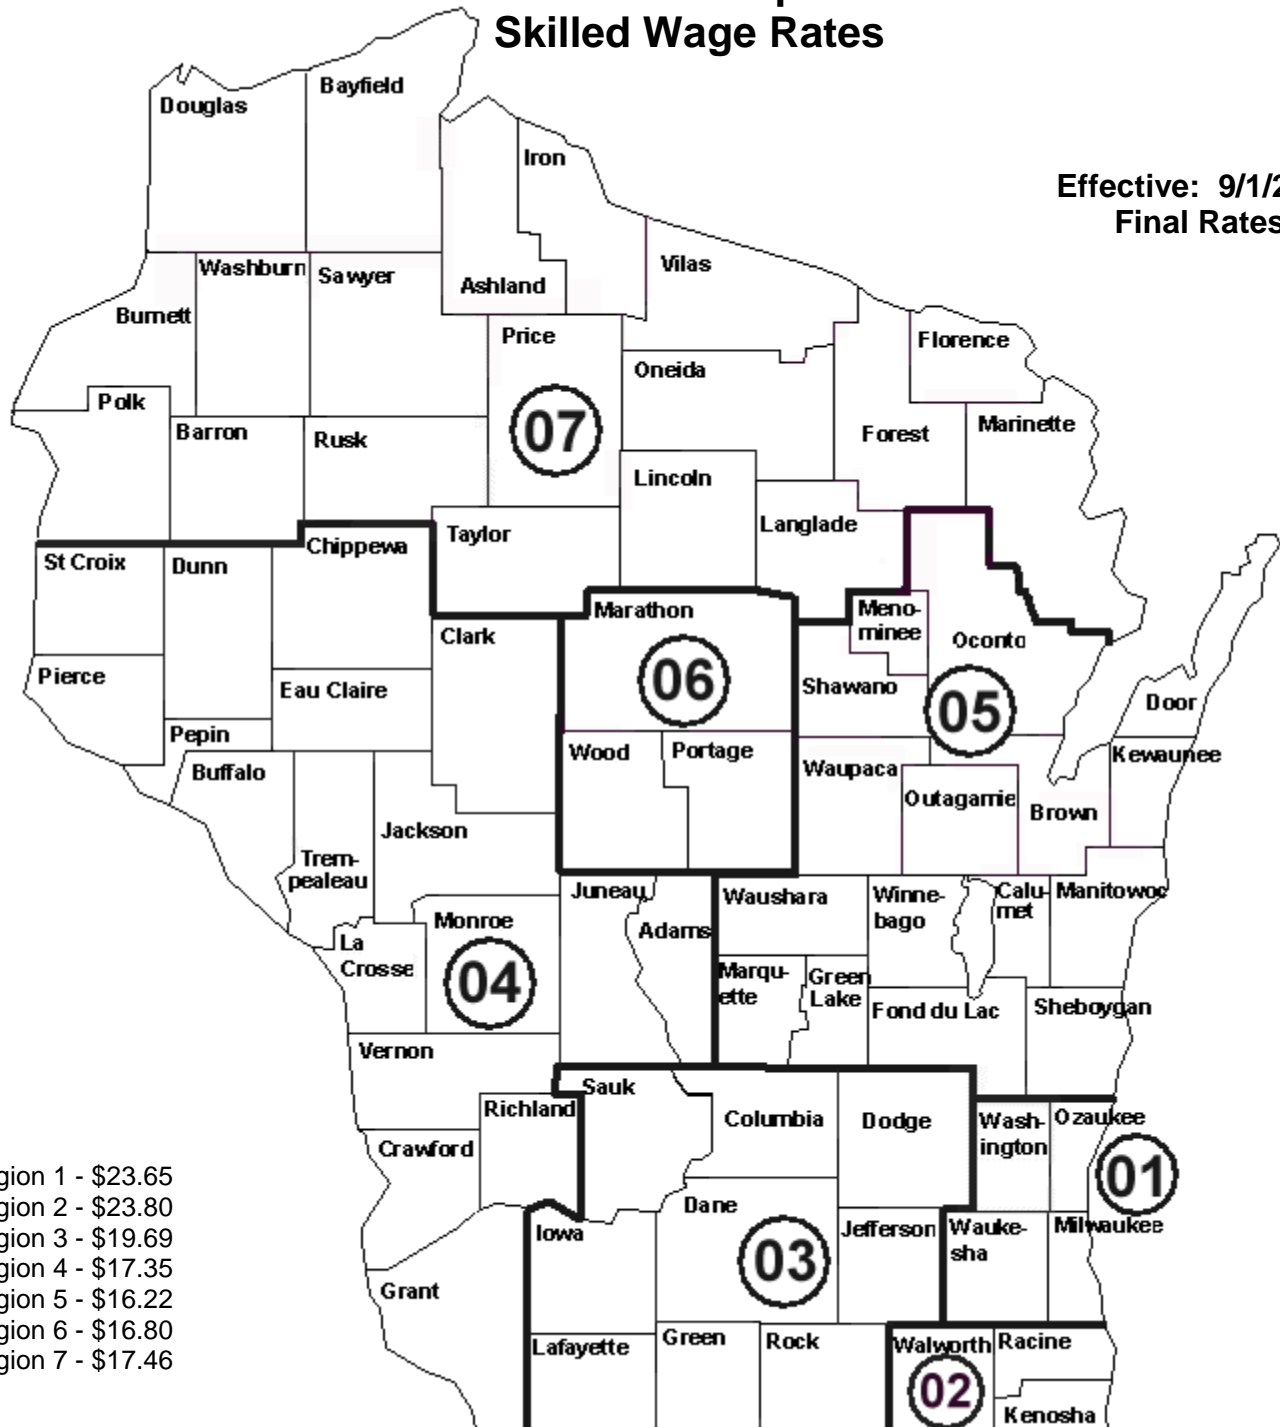 Skilled Wage Rates
Effective: 9/1/2
Final Rates
Douglas
Bayfield
Iron
Vilas
Washburn
Sawyer
Ashland
Burnett
Price
Florence
Oneida
Polk
Barron
Rusk
07
Forest
Marinette
Lincoln
Langlade
Taylor
Chippewa
St Croix
Dunn
Marathon
Meno-
minee
Clark
Oconto
06
Pierce
Eau Claire
Shawano
05
Door
Pepin
Buffalo
Wood
Portage
Waupaca
Kewaunee
Outagamie
Brown
Jackson
Trem-
pealeau
Juneau
Waushara
Winne-
bago
Calu-
met
Manitowoc
Monroe
Adams
La
Crosse
04
Marqu-
ette
Green
Lake
Fond du Lac
Sheboygan
Vernon
Sauk
Richland
Columbia
Dodge
Wash-
ington
Ozaukee
Crawford
01
gion 1 - $23.65
gion 2 - $23.80
gion 3 - $19.69
gion 4 - $17.35
gion 5 - $16.22
gion 6 - $16.80
gion 7 - $17.46
Dane
Iowa
Jefferson
Wauke-
sha
Milwaukee
03
Grant
Lafayette
Green
Rock
Walworth
Racine
02
Kenosha